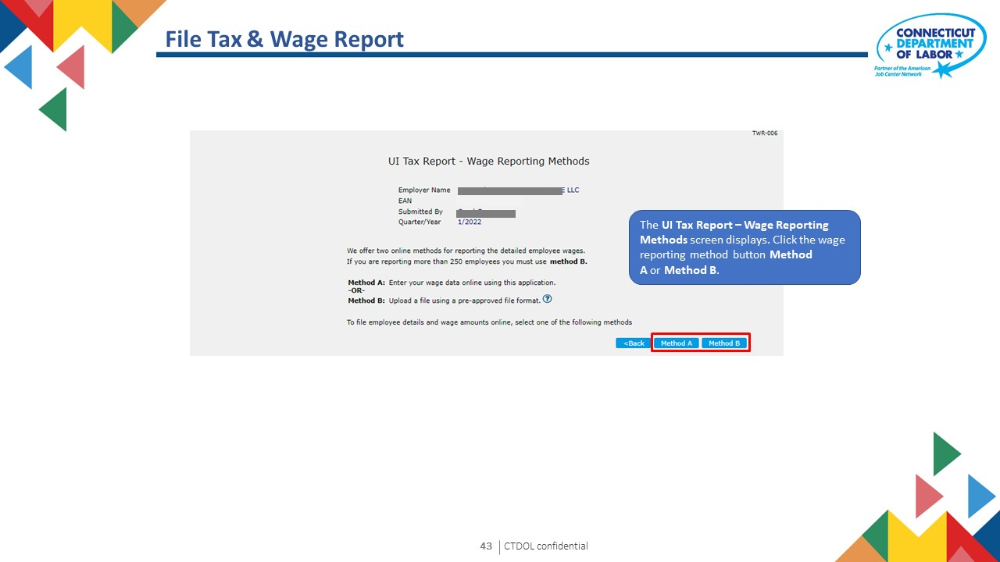 File Tax & Wage Report
CONNECTICUT
DEPARTMENT
OF LABOR
Partner of the American
Job Center Network
TWR-006
UI Tax Report - Wage Reporting Methods
Employer Name LLC
EAN
Submitted By
Quarter/Year 1/2022
The UI Tax Report – Wage Reporting
Methods screen displays. Click the wage
reporting method button Method
A or Method B.
We offer two online methods for reporting the detailed employee wages.
If you are reporting more than 250 employees you must use method B.
Method A: Enter your wage data online using this application.
-OR-
Method B: Upload a file using a pre-approved file format. ?
To file employee details and wage amounts online, select one of the following methods
<Back Method A Method B
43 CTDOL confidential